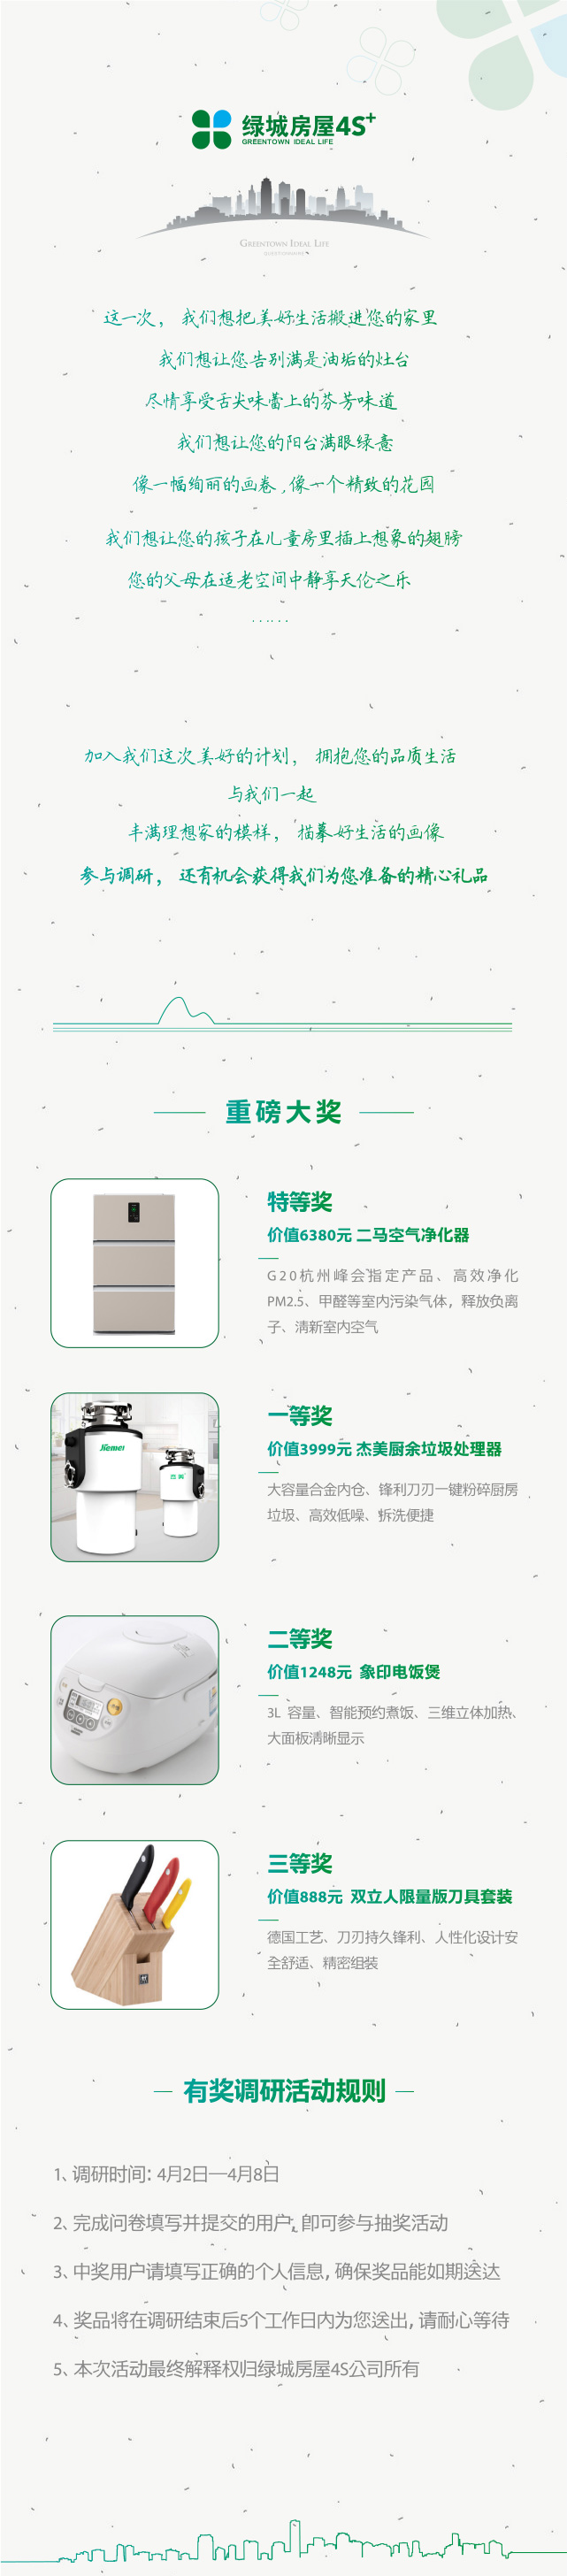 绿城房屋4S+
GREENTOWN IDEAL LIFE
GREENTOWN IDEAL LIFE
QUESTIONNAIRE
这一次， 我们想把美好生活搬进您的家里
我们想让您告别满是油垢的灶台
尽情享受舌尖味蕾上的芬芳味道
我们想让您的阳台满眼绿意
像一幅绚丽的画卷,像一个精致的花园
我们想让您的孩子在儿童房里插上想象的翅膀
您的父母在适老空间中静享天伦之乐
……
加入我们这次美好的计划， 拥抱您的品质生活
与我们一起
丰满理想家的模样， 描摹好生活的画像
参与调研， 还有机会获得我们为您准备的精心礼品
重磅大奖
特等奖
价值6380元 二马空气净化器
G20杭州峰会指定产品、高效净化
PM2.5、甲醛等室内污染气体，释放负离
子、清新室内空气
Jiemei
杰美
一等奖
价值3999元 杰美厨余垃圾处理器
大容量合金内仓、锋利刀刃一键粉碎厨房
垃圾、高效低噪、拆洗便捷
二等奖
价值1248元 象印电饭煲
3L 容量、智能预约煮饭、三维立体加热、
大面板清晰显示
三等奖
价值888元 双立人限量版刀具套装
德国工艺、刀刃持久锋利、人性化设计安
全舒适、精密组装
有奖调研活动规则
1、调研时间：4月2日—4月8日
2、完成问卷填写并提交的用户，即可参与抽奖活动
3、中奖用户请填写正确的个人信息，确保奖品能如期送达
4、奖品将在调研结束后5个工作日内为您送出，请耐心等待
5、本次活动最终解释权归绿城房屋4S公司所有